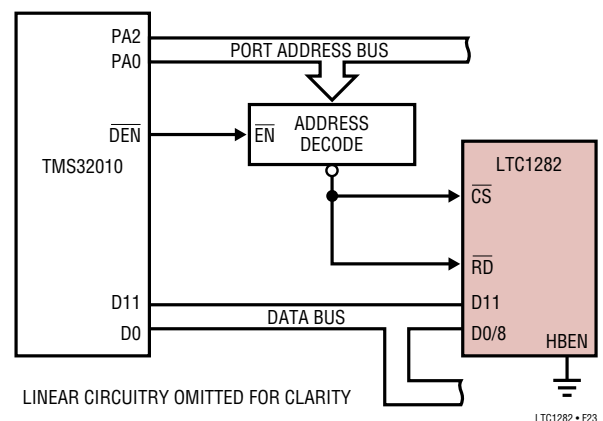 PA2
PA0
PORT ADDRESS BUS
DEN
EN
ADDRESS
DECODE
TMS32010
LTC1282
CS
RD
D11
D0
DATA BUS
D11
D0/8
HBEN
LINEAR CIRCUITRY OMITTED FOR CLARITY
LTC1282 • F23